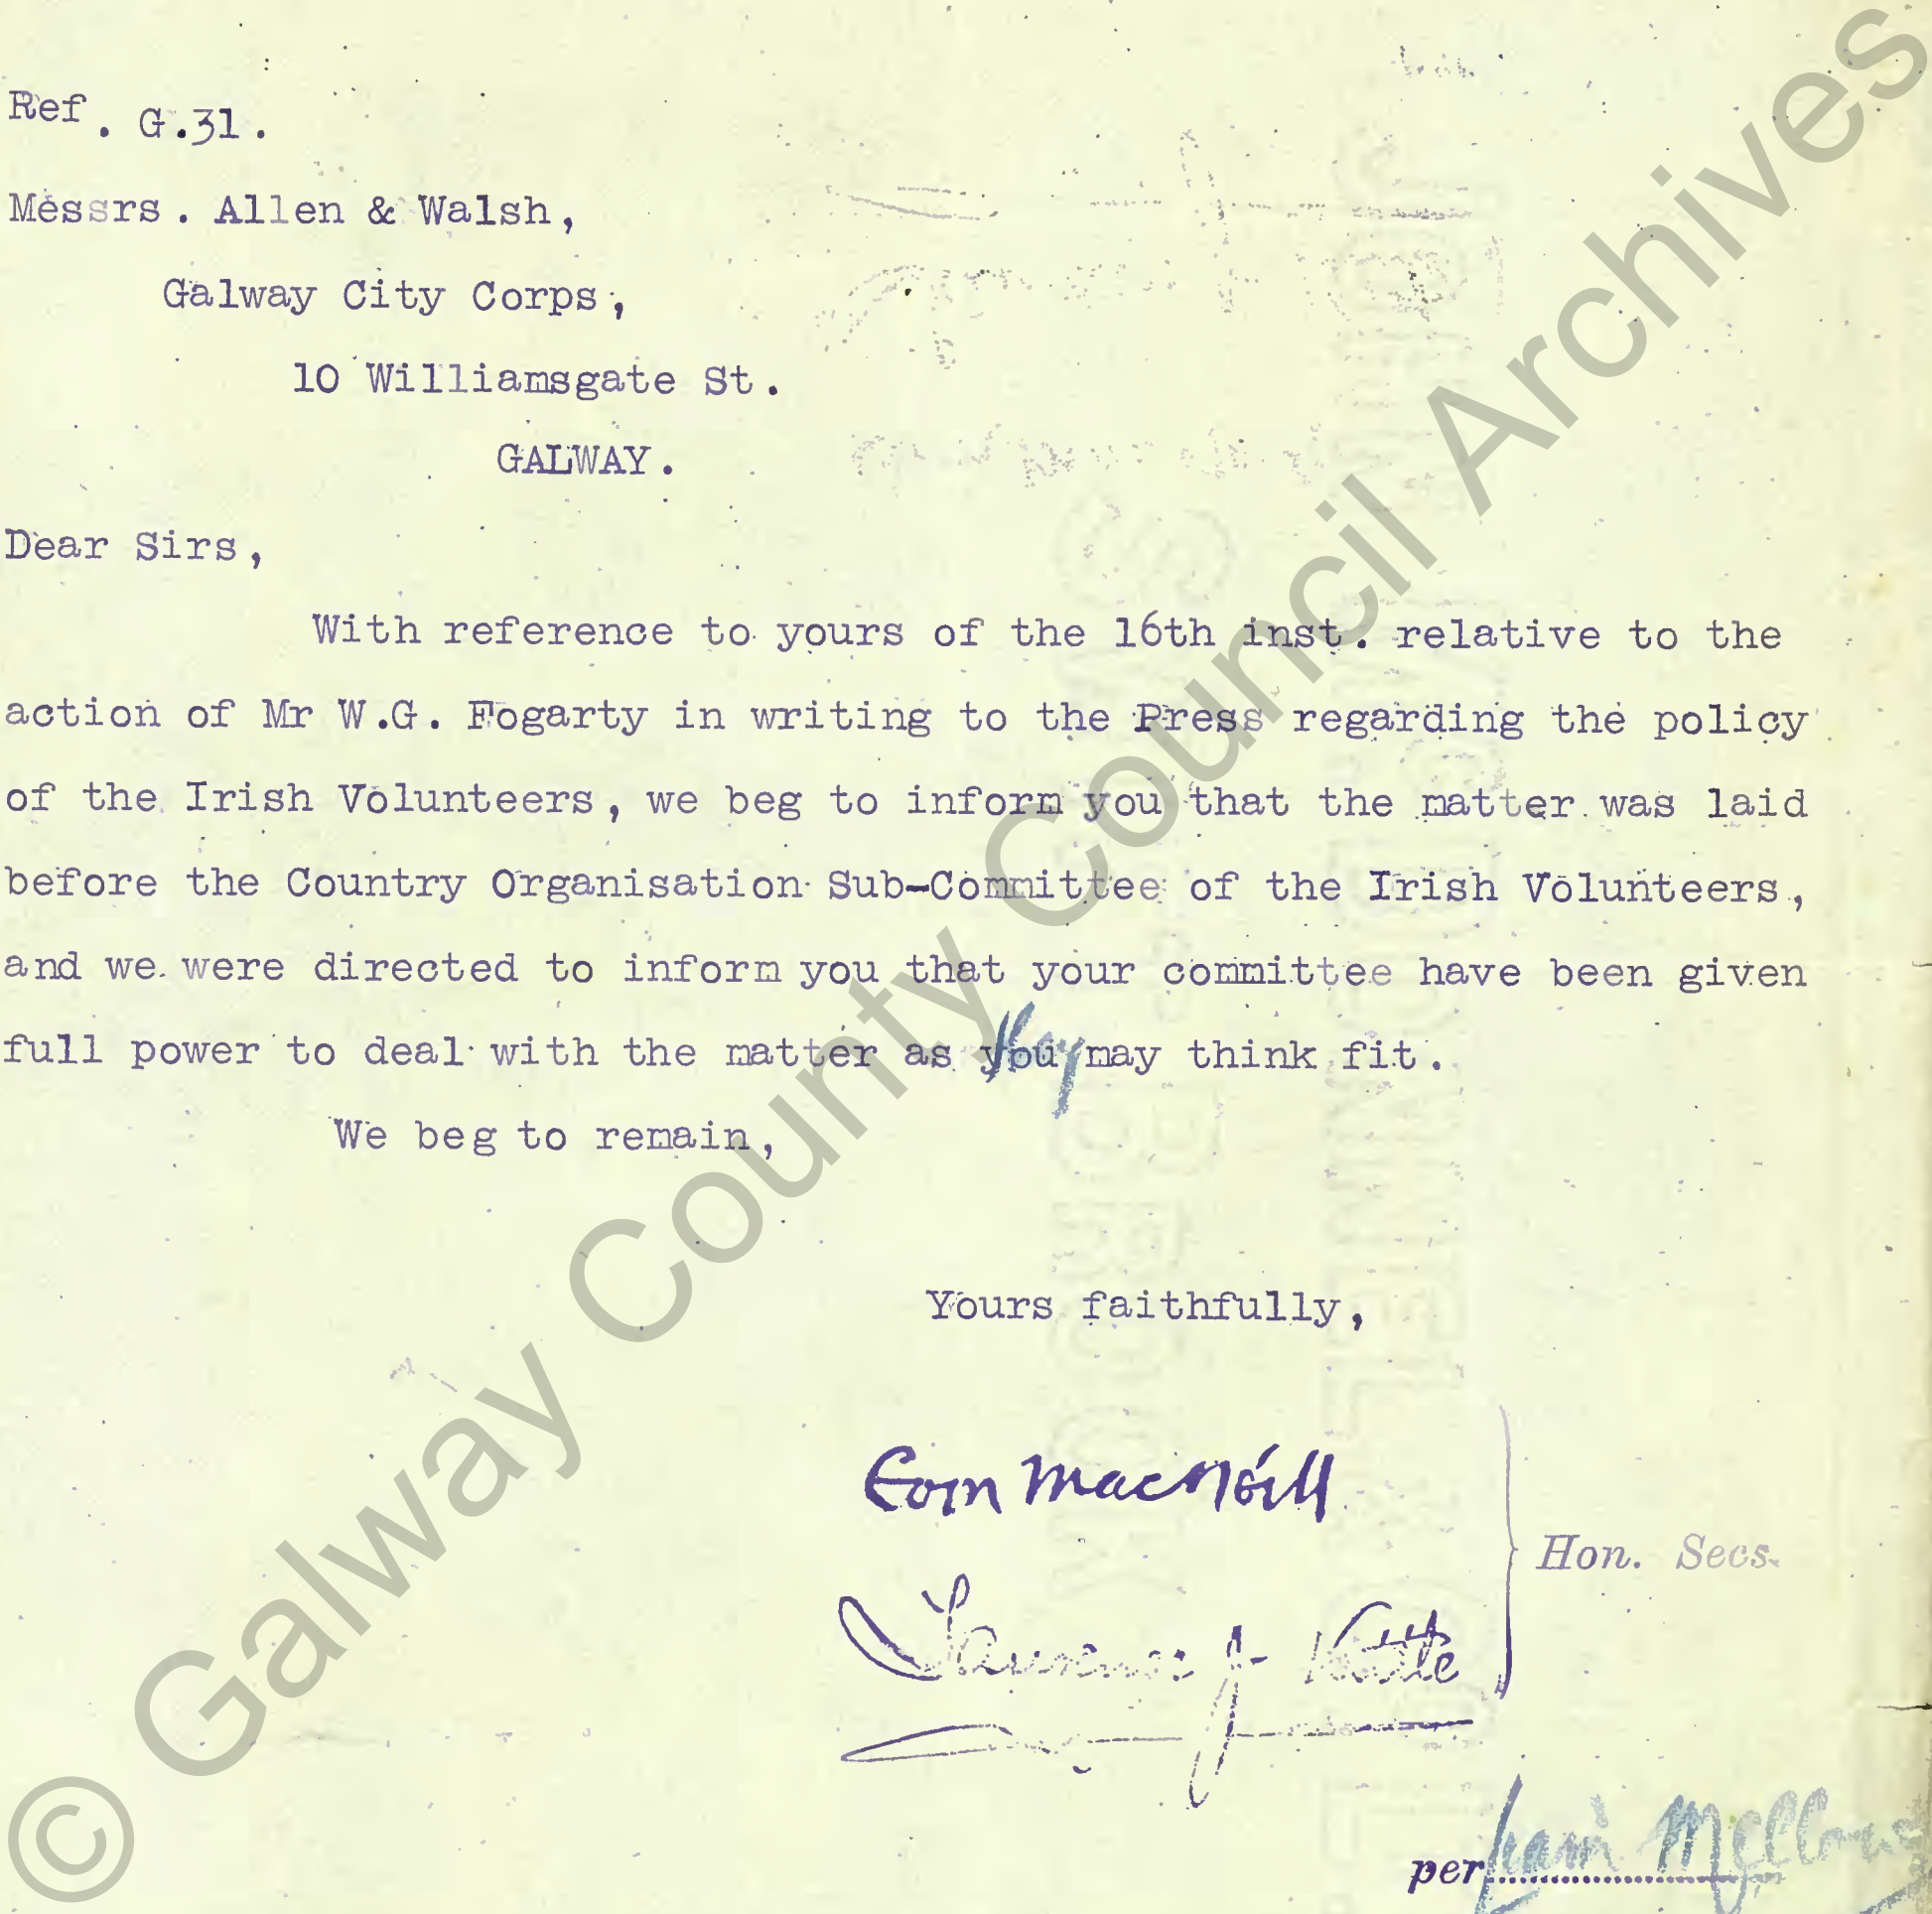 Ref. G.31.
Messrs. Allen & Walsh,
Galway City Corps,
10 Williamsgate St.
GALWAY.
Dear Sirs,
With reference to yours of the 16th inst. relative to the
action of Mr W.G. Fogarty in writing to the Press regarding the policy
of the Irish Volunteers, we beg to inform you that the matter was laid
before the Country Organisation Sub-Committee of the Irish Volunteers,
and we were directed to inform you that your committee have been given
full power to deal with the matter as they may think fit.
We beg to remain,
Yours faithfully,
Eoin MacNéill
Hon. Secs.
Laurence J. Kettle
per Liam Mellows
© Galway County Council Archives